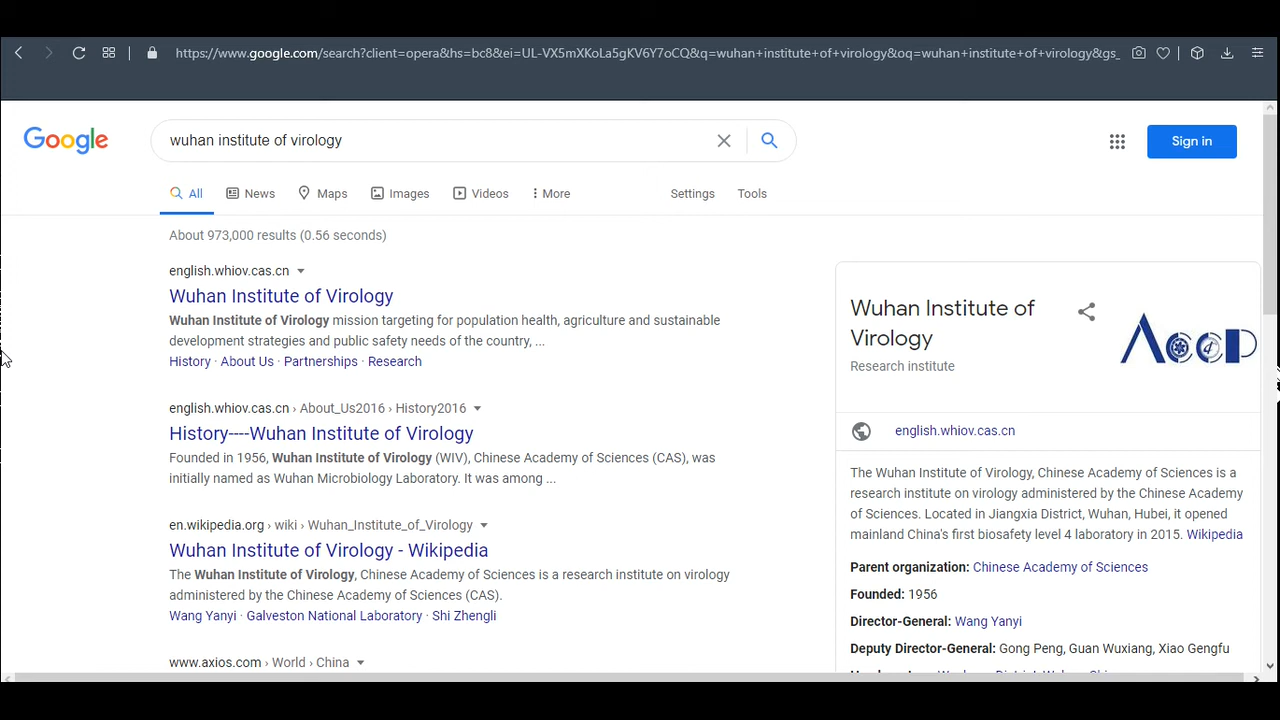 https://www.google.com/search?client=opera&hs=bc8&ei=UL-VX5mXKoLa5gKV6Y7oCQ&q=wuhan+institute+of+virology&oq=wuhan+institute+of+virology&gs_
Google
wuhan institute of virology
Sign in
All News Maps Images Videos More Settings Tools
About 973,000 results (0.56 seconds)
english.whiov.cas.cn
Wuhan Institute of Virology
Wuhan Institute of Virology mission targeting for population health, agriculture and sustainable
development strategies and public safety needs of the country, ...
History · About Us · Partnerships · Research
english.whiov.cas.cn › About_Us2016 › History2016
History----Wuhan Institute of Virology
Founded in 1956, Wuhan Institute of Virology (WIV), Chinese Academy of Sciences (CAS), was
initially named as Wuhan Microbiology Laboratory. It was among ...
en.wikipedia.org › wiki › Wuhan_Institute_of_Virology
Wuhan Institute of Virology - Wikipedia
The Wuhan Institute of Virology, Chinese Academy of Sciences is a research institute on virology
administered by the Chinese Academy of Sciences (CAS).
Wang Yanyi · Galveston National Laboratory · Shi Zhengli
www.axios.com › World › China
Wuhan Institute of
Virology
Research institute
english.whiov.cas.cn
The Wuhan Institute of Virology, Chinese Academy of Sciences is a
research institute on virology administered by the Chinese Academy
of Sciences. Located in Jiangxia District, Wuhan, Hubei, it opened
mainland China's first biosafety level 4 laboratory in 2015. Wikipedia
Parent organization: Chinese Academy of Sciences
Founded: 1956
Director-General: Wang Yanyi
Deputy Director-General: Gong Peng, Guan Wuxiang, Xiao Gengfu